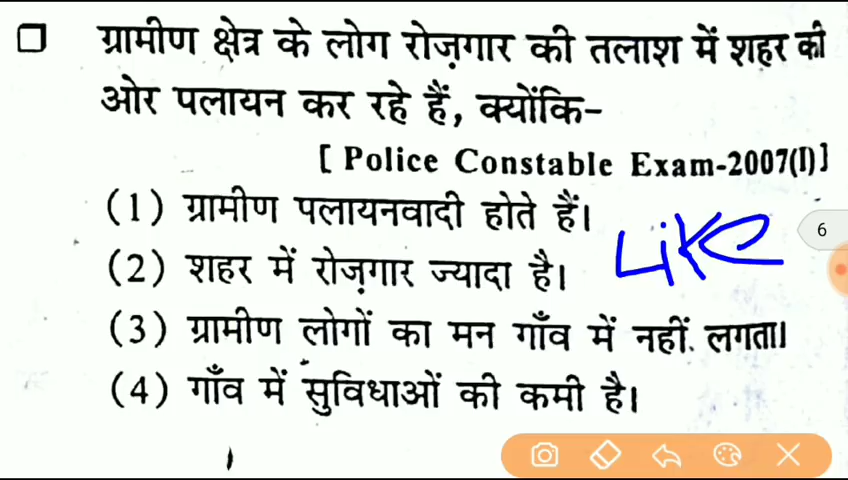 ग्रामीण क्षेत्र के लोग रोज़गार की तलाश में शहर की
ओर पलायन कर रहे हैं, क्योंकि–
[ Police Constable Exam-2007(I)]
(1) ग्रामीण पलायनवादी होते हैं।
Like
6
(2) शहर में रोज़गार ज्यादा है।
(3) ग्रामीण लोगों का मन गाँव में नहीं लगता।
(4) गाँव में सुविधाओं की कमी है।